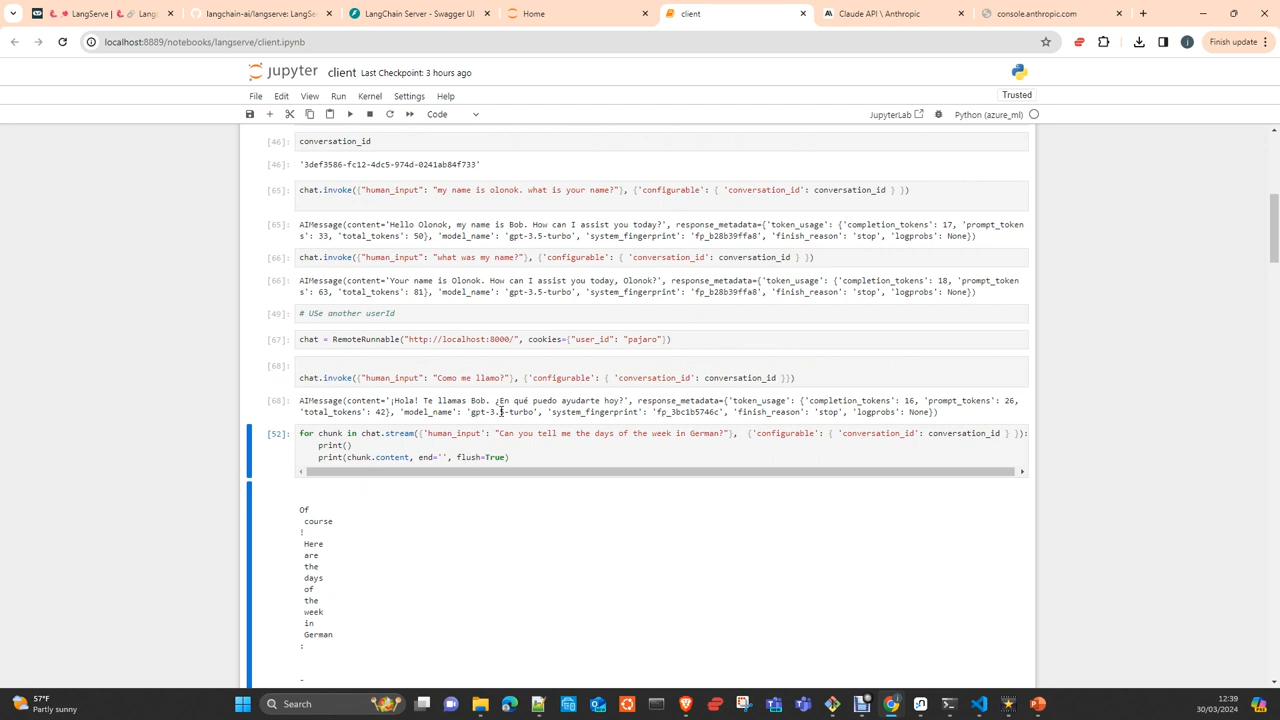 LangServe | 🦜️🔗 Lang
langchain-ai/langserve: LangSe
LangChain Server - Swagger UI
Home
client
Claude API \ Anthropic
console.anthropic.com
localhost:8889/notebooks/langserve/client.ipynb
Finish update
jupyter client Last Checkpoint: 3 hours ago
File Edit View Run Kernel Settings Help
Trusted
Code
JupyterLab
Python (azure_ml)
[46]: conversation_id
[46]: '3def3586-fc12-4dc5-974d-0241ab84f733'
[65]: chat.invoke({"human_input": "my name is olonok. what is your name?"}, {'configurable': { 'conversation_id': conversation_id } })
[65]: AIMessage(content='Hello Olonok, my name is Bob. How can I assist you today?', response_metadata={'token_usage': {'completion_tokens': 17, 'prompt_token
s': 33, 'total_tokens': 50}, 'model_name': 'gpt-3.5-turbo', 'system_fingerprint': 'fp_b28b39ffa8', 'finish_reason': 'stop', 'logprobs': None})
[66]: chat.invoke({"human_input": "what was my name?"}, {'configurable': { 'conversation_id': conversation_id } })
[66]: AIMessage(content='Your name is Olonok. How can I assist you today, Olonok?', response_metadata={'token_usage': {'completion_tokens': 18, 'prompt_token
s': 63, 'total_tokens': 81}, 'model_name': 'gpt-3.5-turbo', 'system_fingerprint': 'fp_b28b39ffa8', 'finish_reason': 'stop', 'logprobs': None})
[49]: # USe another userId
[67]: chat = RemoteRunnable("http://localhost:8000/", cookies={"user_id": "pajaro"})
[68]:
chat.invoke({"human_input": "Como me llamo?"}, {'configurable': { 'conversation_id': conversation_id }})
[68]: AIMessage(content='¡Hola! Te llamas Bob. ¿En qué puedo ayudarte hoy?', response_metadata={'token_usage': {'completion_tokens': 16, 'prompt_tokens': 26,
'total_tokens': 42}, 'model_name': 'gpt-3.5-turbo', 'system_fingerprint': 'fp_3bc1b5746c', 'finish_reason': 'stop', 'logprobs': None})
[52]: for chunk in chat.stream({'human_input': "Can you tell me the days of the week in German?"}, {'configurable': { 'conversation_id': conversation_id } }):
print()
print(chunk.content, end='', flush=True)
Of
course
!
Here
are
the
days
of
the
week
in
German
:
-
57°F
Partly sunny
Search
12:39
30/03/2024